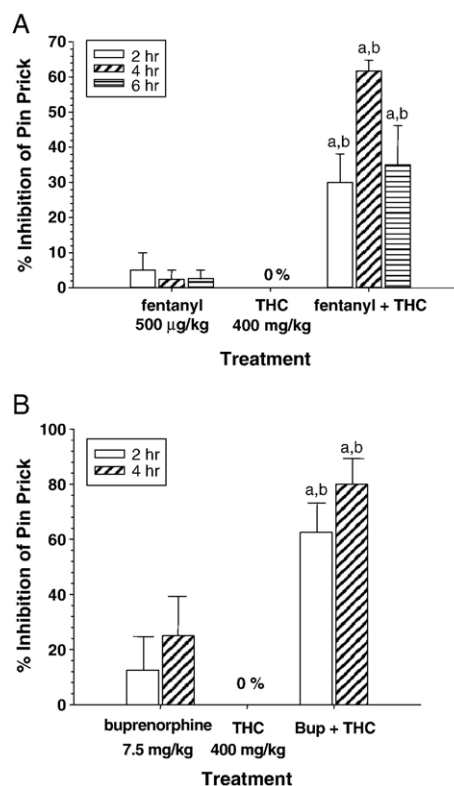 A
70
60
50
40
30
20
10
0
% Inhibition of Pin Prick
2 hr
4 hr
6 hr
a,b
a,b
a,b
0 %
fentanyl THC fentanyl + THC
500 µg/kg 400 mg/kg
Treatment
B
100
80
60
40
20
0
% Inhibition of Pin Prick
2 hr
4 hr
a,b
a,b
0 %
buprenorphine THC Bup + THC
7.5 mg/kg 400 mg/kg
Treatment